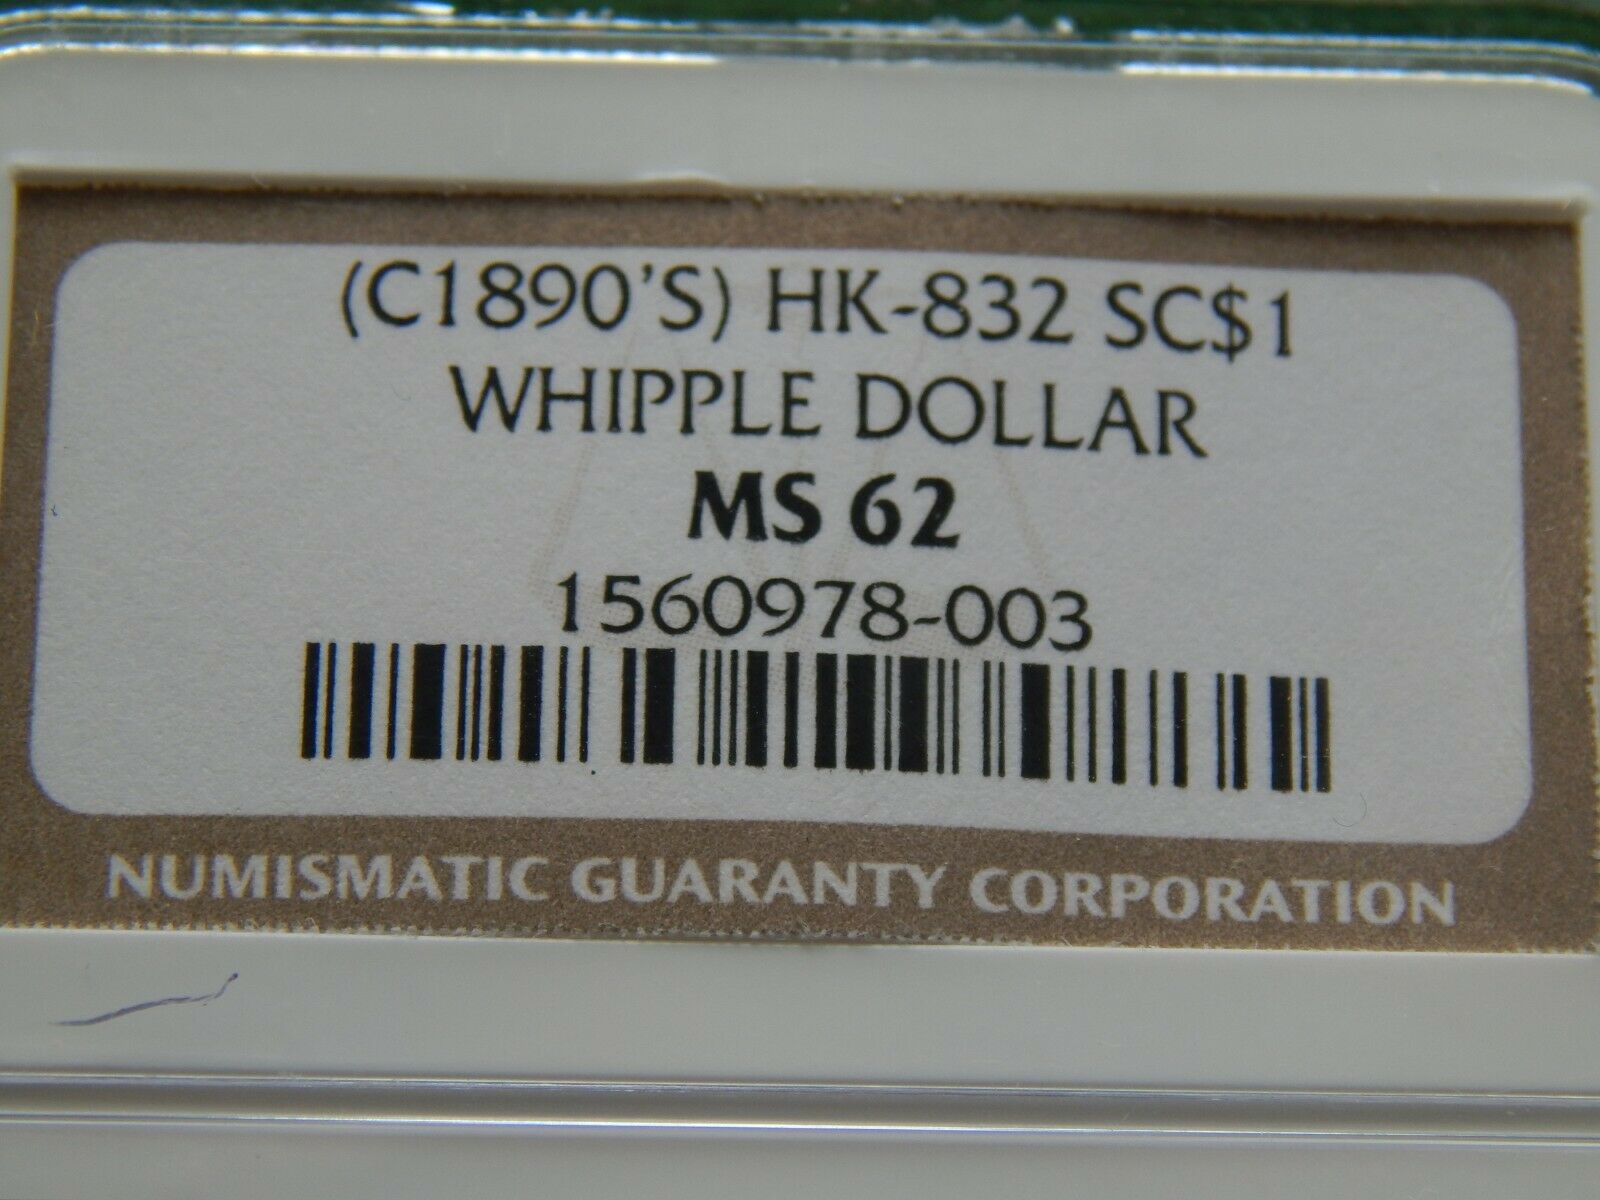 (C1890'S) HK-832 SC$1
WHIPPLE DOLLAR
MS 62
1560978-003
NUMISMATIC GUARANTY CORPORATION